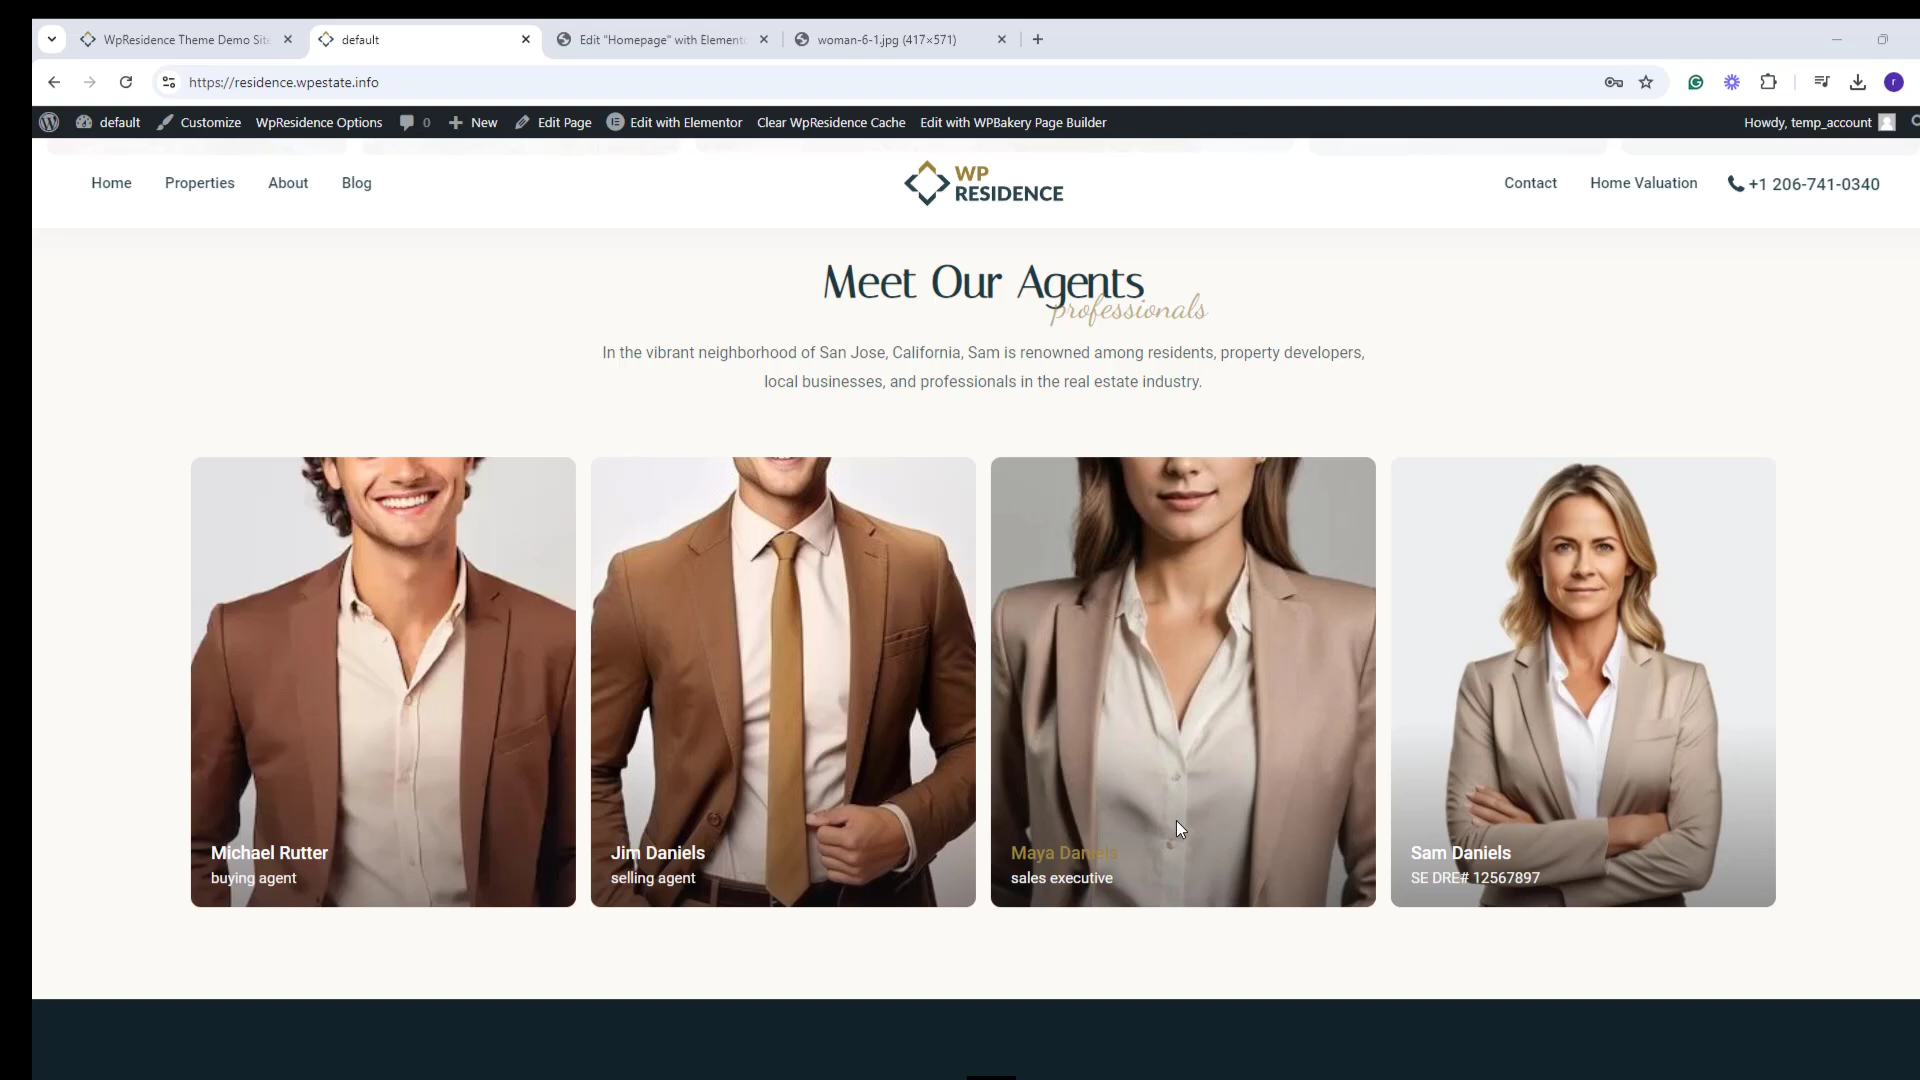 WpResidence Theme Demo Site
default
Edit "Homepage" with Elemento
woman-6-1.jpg (417×571)
https://residence.wpestate.info
r
default
Customize
WpResidence Options
0
New
Edit Page
Edit with Elementor
Clear WpResidence Cache
Edit with WPBakery Page Builder
Howdy, temp_account
Home
Properties
About
Blog
WP
RESIDENCE
Contact
Home Valuation
+1 206-741-0340
Meet Our Agents
professionals
In the vibrant neighborhood of San Jose, California, Sam is renowned among residents, property developers,
local businesses, and professionals in the real estate industry.
Michael Rutter
buying agent
Jim Daniels
selling agent
Maya Daniels
sales executive
Sam Daniels
SE DRE# 12567897